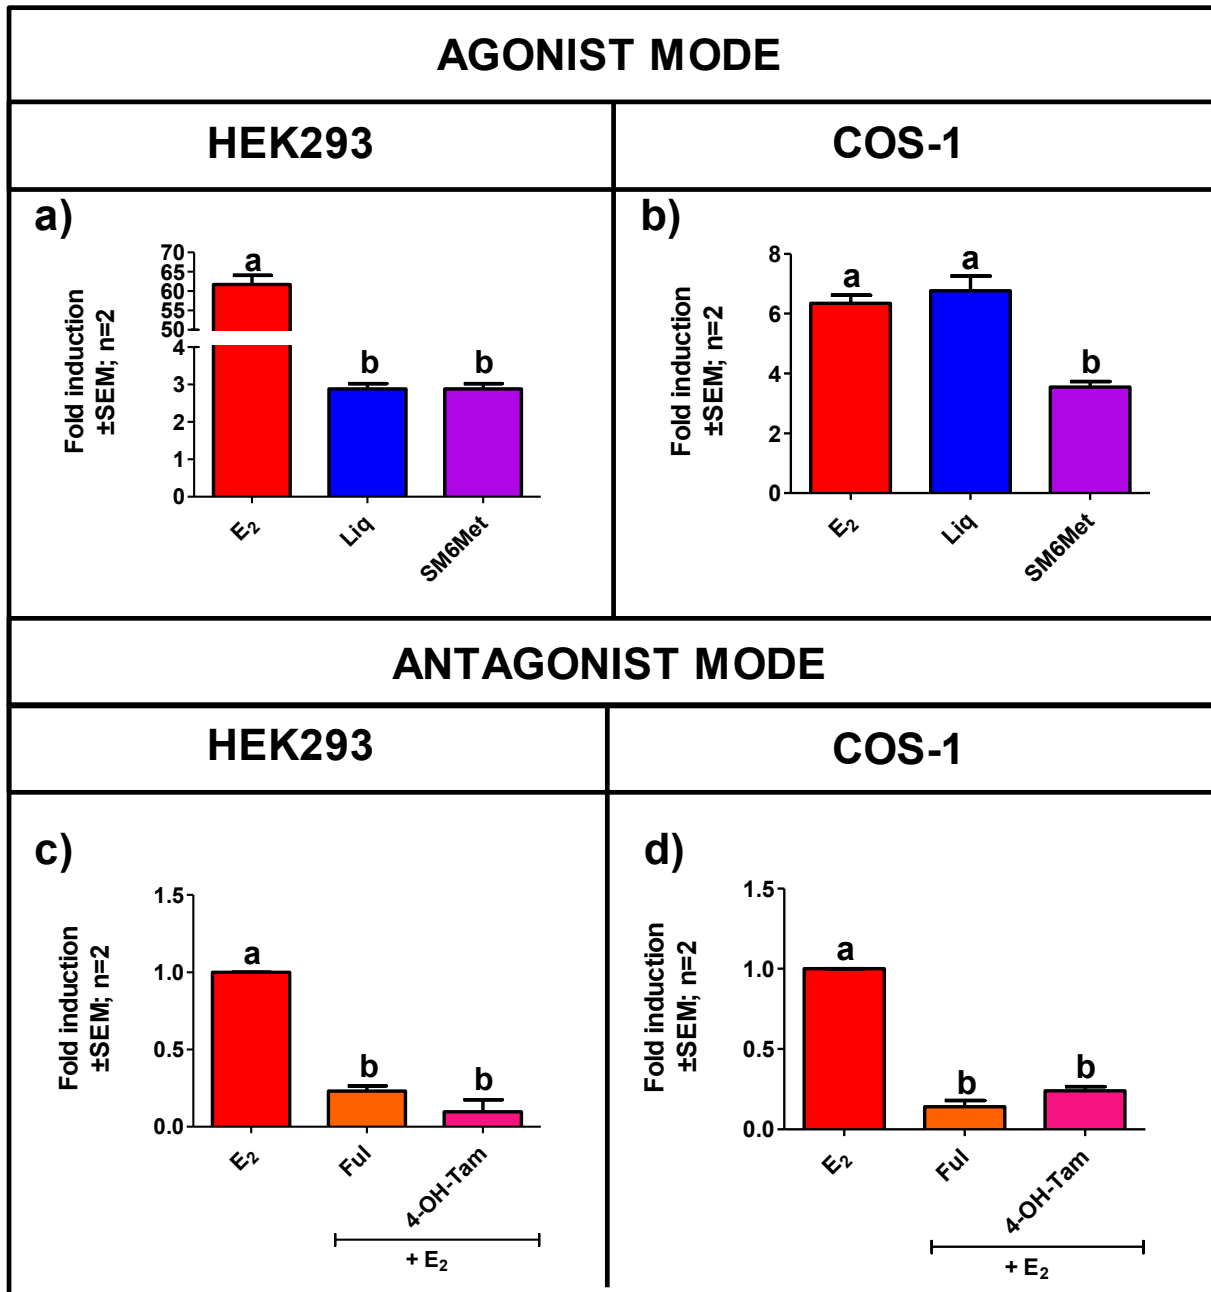 AGONIST MODE
HEK293
COS-1
a)
Fold induction
±SEM; n=2
70
65
60
55
50
4
3
2
1
0
a
b
b
E2
Liq
SM6Met
b)
Fold induction
±SEM; n=2
8
6
4
2
0
a
a
b
E2
Liq
SM6Met
ANTAGONIST MODE
HEK293
COS-1
c)
Fold induction
±SEM; n=2
1.5
1.0
0.5
0.0
a
b
b
E2
Ful
4-OH-Tam
+ E2
d)
Fold induction
±SEM; n=2
1.5
1.0
0.5
0.0
a
b
b
E2
Ful
4-OH-Tam
+ E2